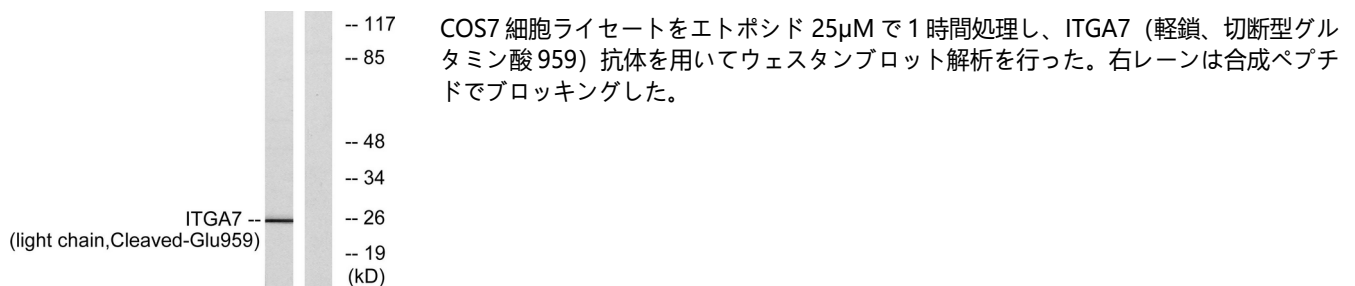 -- 117
-- 85
-- 48
-- 34
ITGA7 --
-- 26
(light chain,Cleaved-Glu959)
-- 19
(kD)
COS7 細胞ライセートをエトポシド 25µM で 1 時間処理し、ITGA7（軽鎖、切断型グル
タミン酸 959）抗体を用いてウェスタンブロット解析を行った。右レーンは合成ペプチ
ドでブロッキングした。